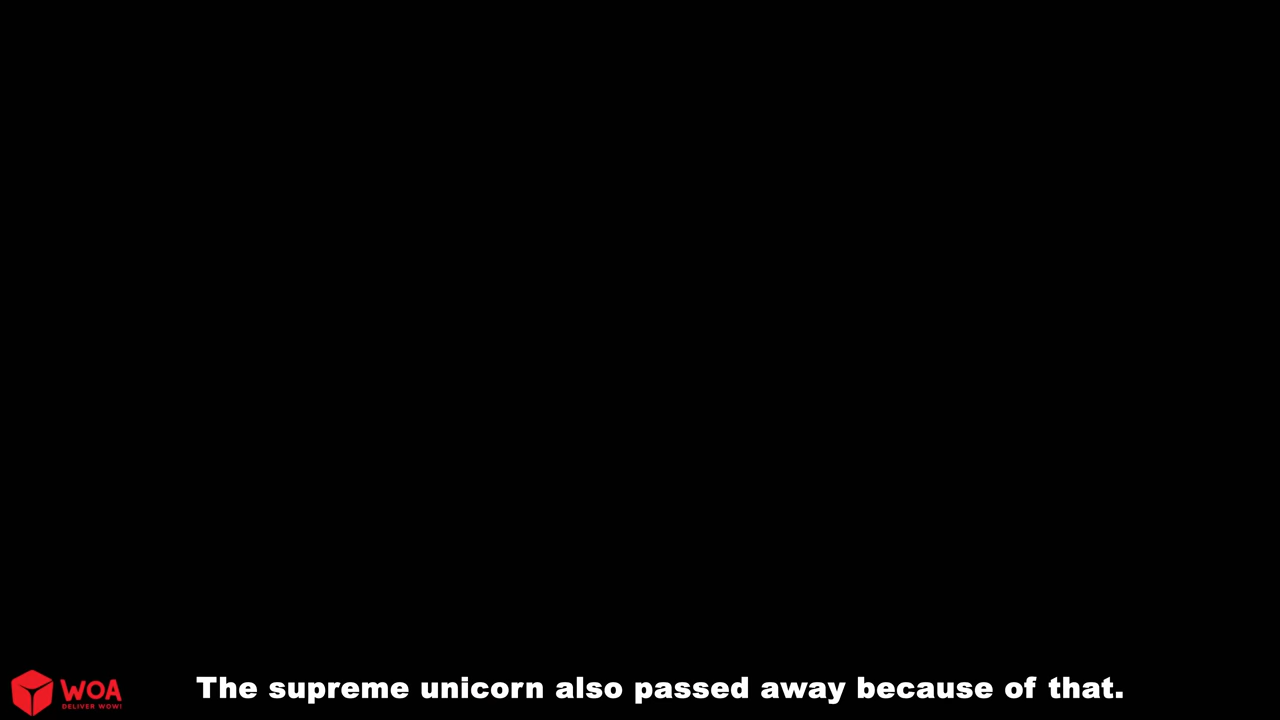 The supreme unicorn also passed away because of that.
WOA
DELIVER WOW!